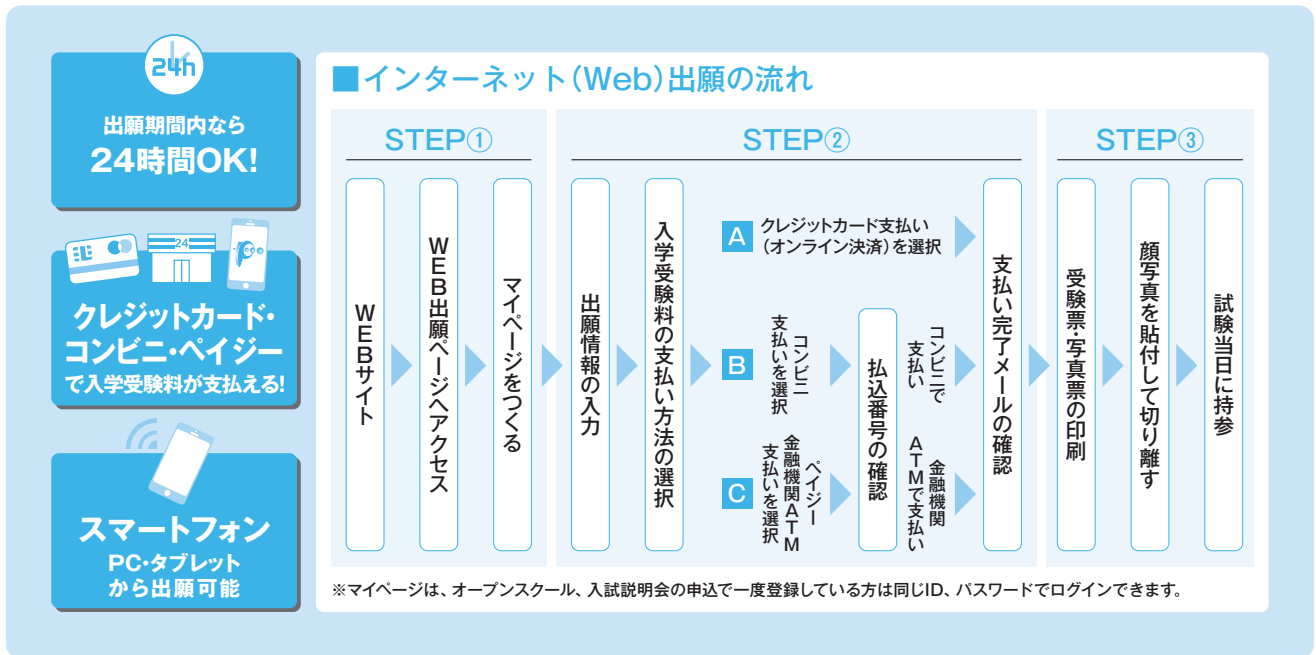 24h
出願期間内なら
24時間OK!
24
クレジットカード・
コンビニ・ペイジー
で入学受験料が支払える!
スマートフォン
PC・タブレット
から出願可能
■インターネット(Web)出願の流れ
STEP①
WEBサイト
WEB出願ページへアクセス
マイページをつくる
STEP②
出願情報の入力
入学受験料の支払い方法の選択
A
クレジットカード支払い
(オンライン決済)を選択
B
コンビニ
支払いを選択
C
ペイジー
金融機関ATM
支払いを選択
払込番号の確認
コンビニで
支払い
金融機関
ATMで支払い
支払い完了メールの確認
STEP③
受験票・写真票の印刷
顔写真を貼付して切り離す
試験当日に持参
※マイページは、オープンスクール、入試説明会の申込で一度登録している方は同じID、パスワードでログインできます。